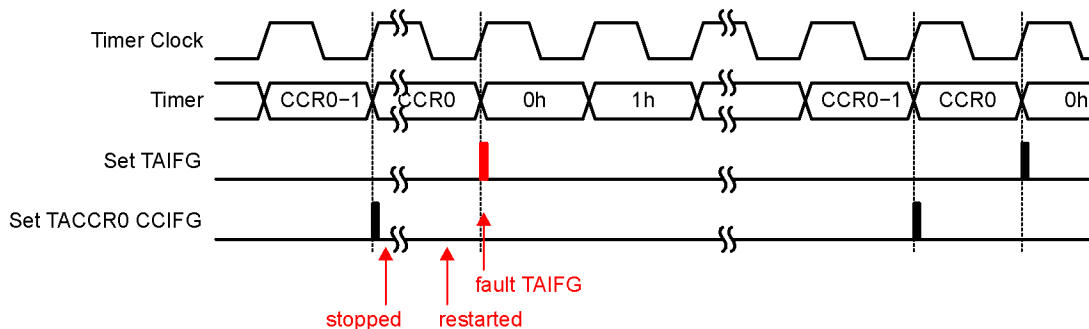 Timer Clock
Timer CCR0−1 CCR0 0h 1h CCR0−1 CCR0 0h
Set TAIFG
Set TACCR0 CCIFG
fault TAIFG
stopped restarted